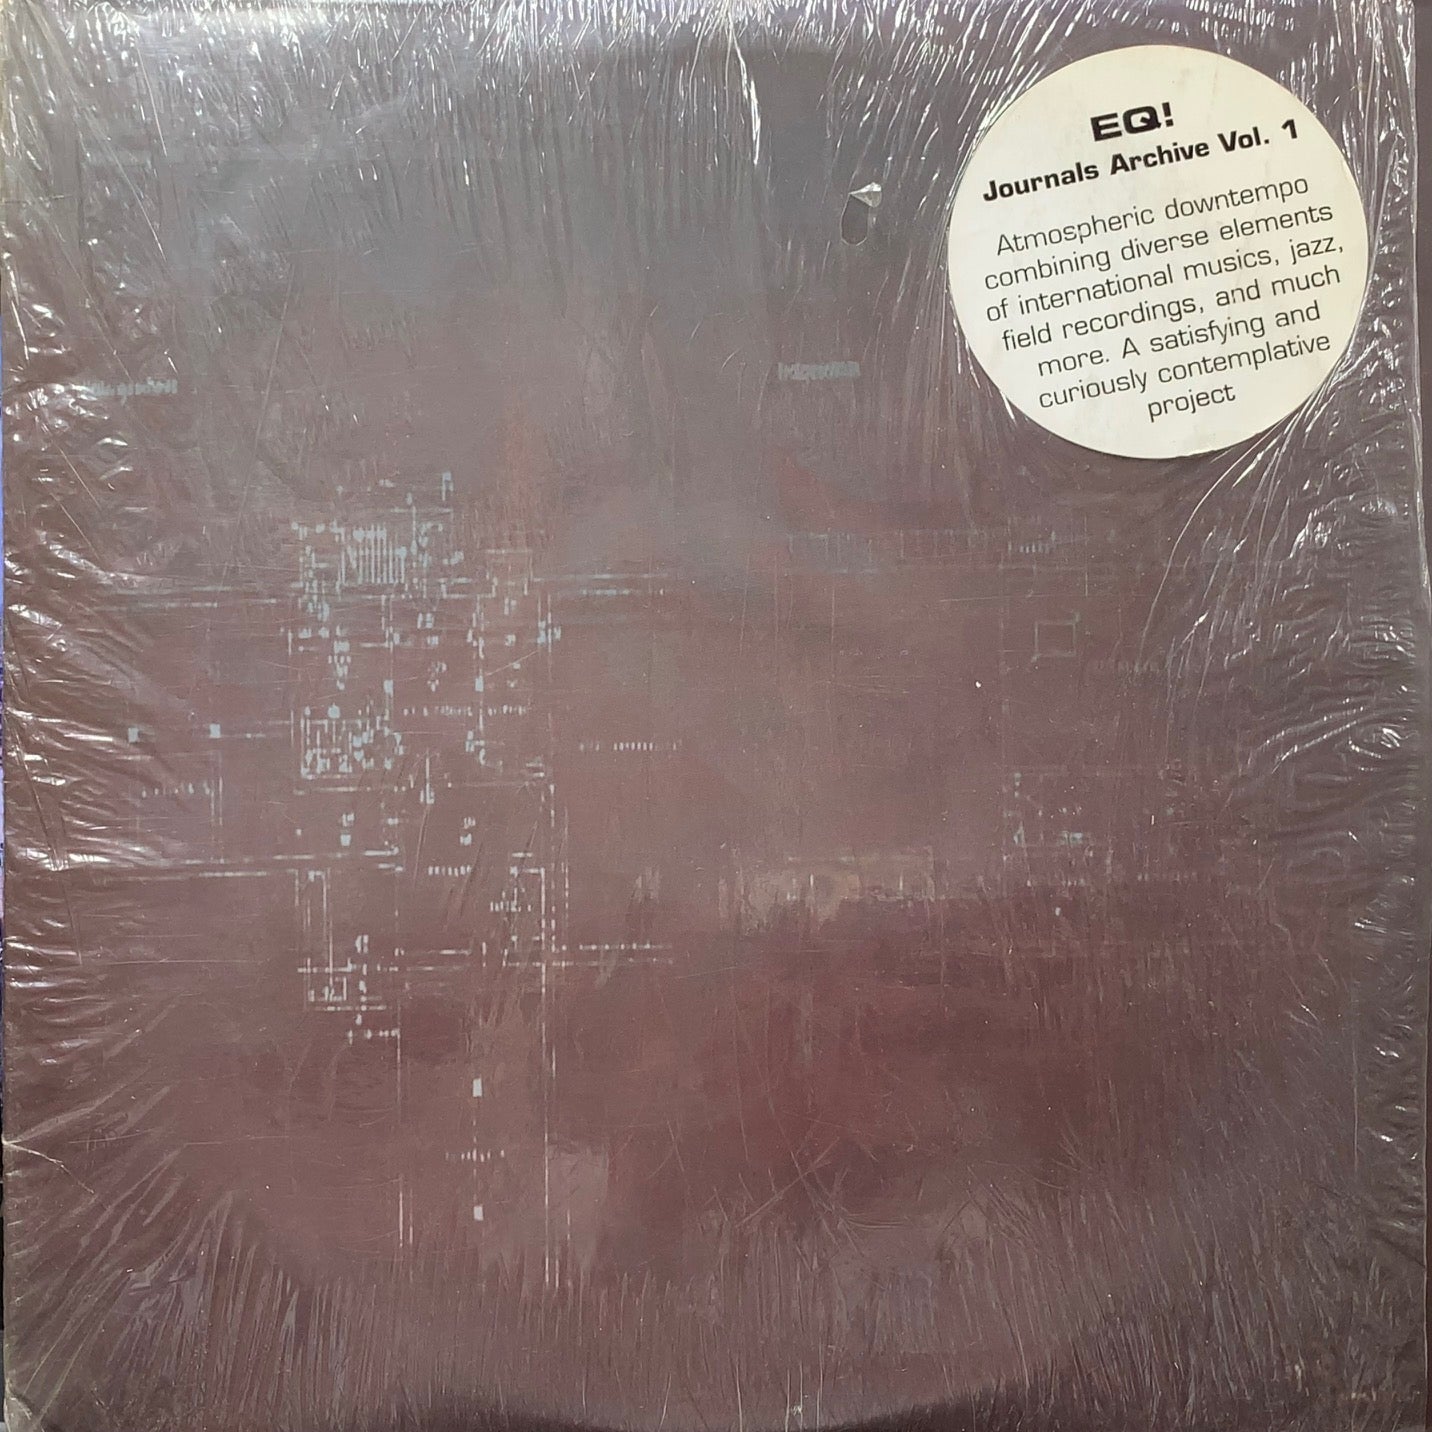 EQ!
Journals Archive Vol. 1
Atmospheric downtempo
combining diverse elements
of international musics, jazz,
field recordings, and much
more. A satisfying and
curiously contemplative
project